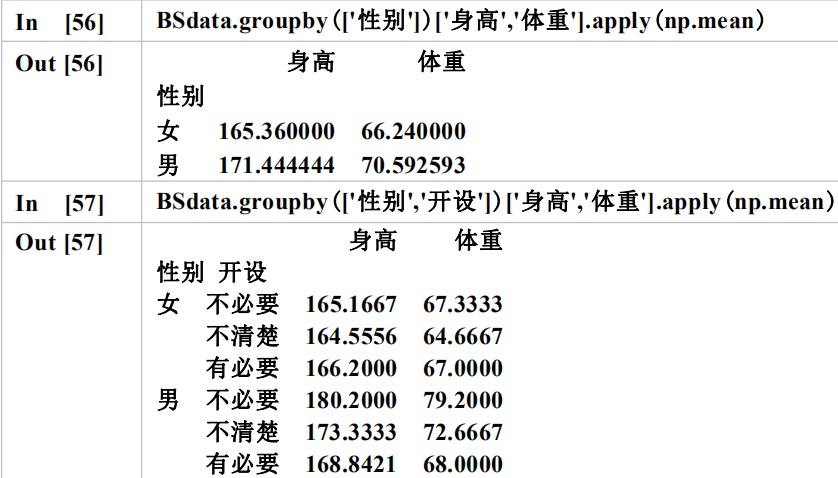 In [56] BSdata.groupby(['性别'])['身高','体重'].apply(np.mean)
Out [56] 身高 体重
性别
女 165.360000 66.240000
男 171.444444 70.592593
In [57] BSdata.groupby(['性别','开设'])['身高','体重'].apply(np.mean)
Out [57] 身高 体重
性别 开设
女 不必要 165.1667 67.3333
不清楚 164.5556 64.6667
有必要 166.2000 67.0000
男 不必要 180.2000 79.2000
不清楚 173.3333 72.6667
有必要 168.8421 68.0000